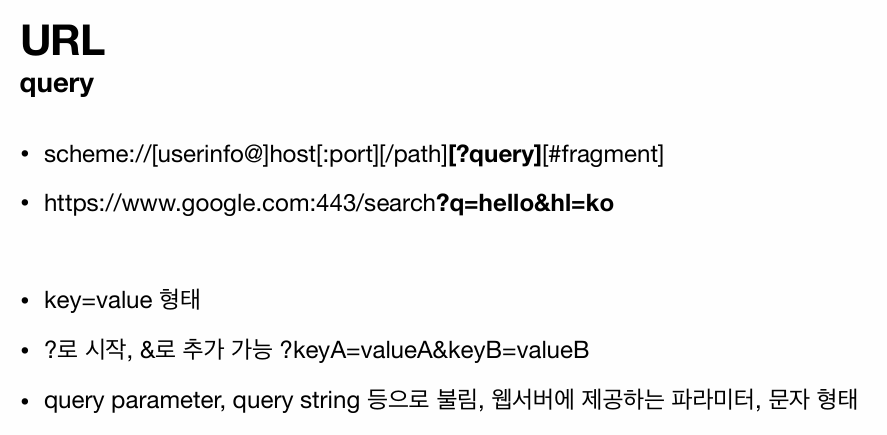 URL
query
• scheme://[userinfo@]host[:port][/path][?query][#fragment]
• https://www.google.com:443/search?q=hello&hl=ko
• key=value 형태
• ?로 시작, &로 추가 가능 ?keyA=valueA&keyB=valueB
• query parameter, query string 등으로 불림, 웹서버에 제공하는 파라미터, 문자 형태